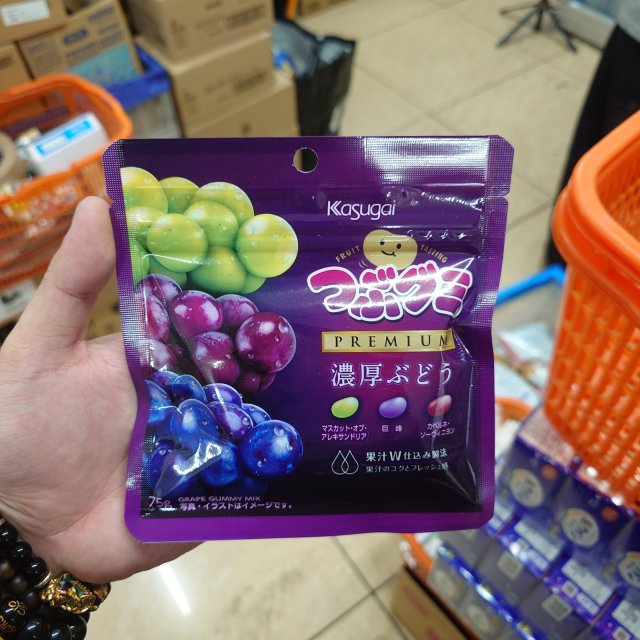 Kasugai
FRUIT TASTING
つぶグミ
PREMIUM
濃厚ぶどう
マスカット・オブ・
アレキサンドリア
巨峰
カベルネ・
ソーヴィニヨン
果汁W仕込み製法
果汁のコクとフレッシュ感
75g
GRAPE GUMMY MIX
写真・イラストはイメージです。